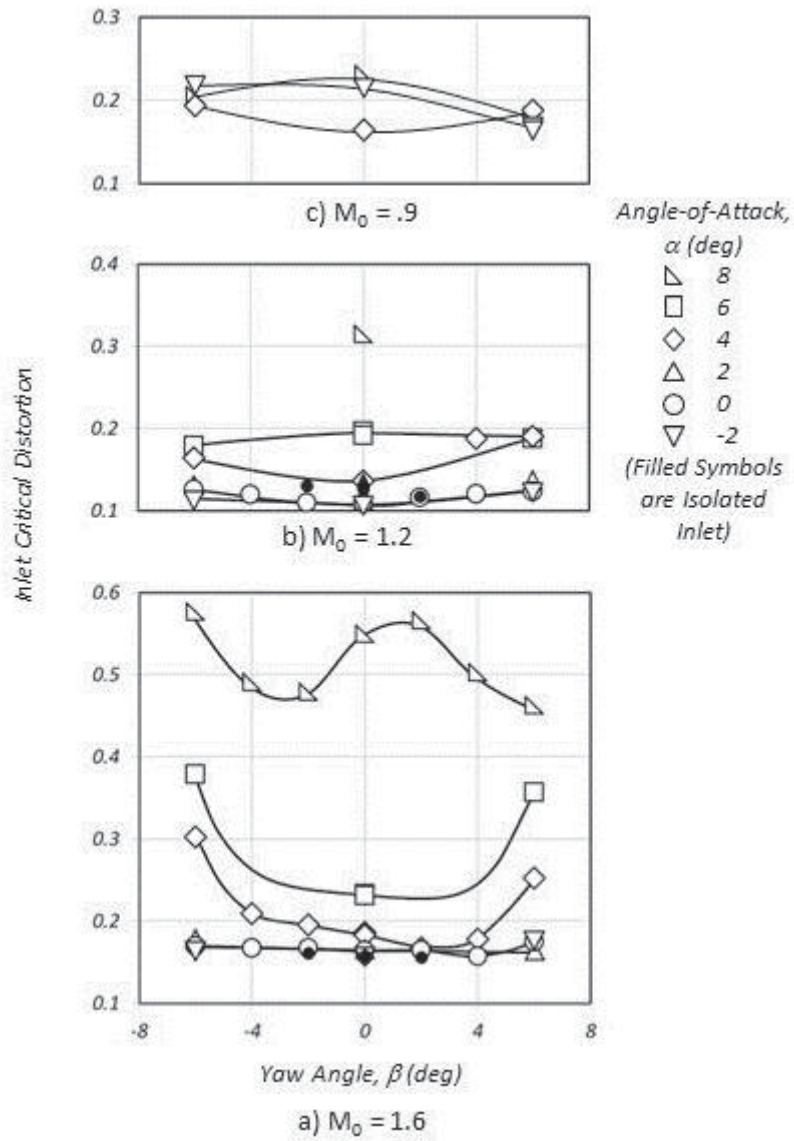 0.3
0.2
0.1
c) M₀ = .9
Angle-of-Attack,
α (deg)
8
6
4
2
0
-2
(Filled Symbols
are Isolated
Inlet)
0.4
0.3
0.2
0.1
b) M₀ = 1.2
Inlet Critical Distortion
0.6
0.5
0.4
0.3
0.2
0.1
-8 -4 0 4 8
Yaw Angle, β (deg)
a) M₀ = 1.6